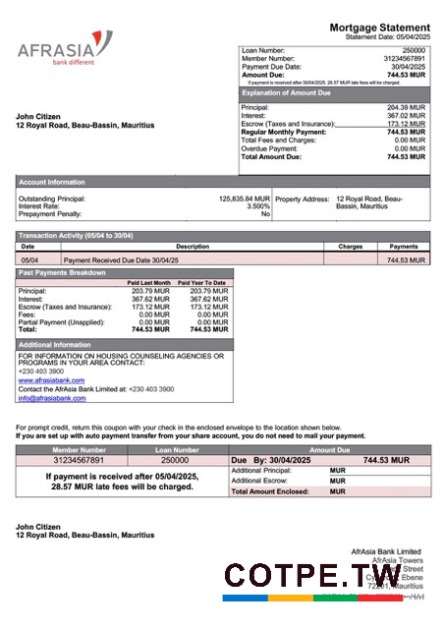 AFRASIA
bank different
Mortgage Statement
Statement Date: 05/04/2025
Loan Number: 250000
Member Number: 31234567891
Payment Due Date: 30/04/2025
Amount Due: 744.53 MUR
If payment is received after 30/04/2025, 28.57 MUR late fees will be charged.
Explanation of Amount Due
Principal: 204.39 MUR
Interest: 367.02 MUR
Escrow (Taxes and Insurance): 173.12 MUR
Regular Monthly Payment: 744.53 MUR
Total Fees and Charges: 0.00 MUR
Overdue Payment: 0.00 MUR
Total Amount Due: 744.53 MUR
John Citizen
12 Royal Road, Beau-Bassin, Mauritius
Account Information
Outstanding Principal: 125,835.84 MUR
Interest Rate: 3.500%
Prepayment Penalty: No
Property Address: 12 Royal Road, Beau-
Bassin, Mauritius
Transaction Activity (05/04 to 30/04)
Date Description Charges Payments
05/04 Payment Received Due Date 30/04/25 744.53 MUR
Past Payments Breakdown
Paid Last Month Paid Year To Date
Principal: 203.79 MUR 203.79 MUR
Interest: 367.62 MUR 367.62 MUR
Escrow (Taxes and Insurance): 173.12 MUR 173.12 MUR
Fees: 0.00 MUR 0.00 MUR
Partial Payment (Unapplied): 0.00 MUR 0.00 MUR
Total: 744.53 MUR 744.53 MUR
Additional Information
FOR INFORMATION ON HOUSING COUNSELING AGENCIES OR
PROGRAMS IN YOUR AREA CONTACT:
+230 403 3900
www.afrasiabank.com
Contact the AfrAsia Bank Limited at: +230 403 3900
info@afrasiabank.com
For prompt credit, return this coupon with your check in the enclosed envelope to the location shown below.
If you are set up with auto payment transfer from your share account, you do not need to mail your payment.
Member Number Loan Number Amount Due
31234567891 250000 Due By: 30/04/2025 744.53 MUR
If payment is received after 05/04/2025,
28.57 MUR late fees will be charged.
Additional Principal: MUR
Additional Escrow: MUR
Total Amount Enclosed: MUR
John Citizen
12 Royal Road, Beau-Bassin, Mauritius
AfrAsia Bank Limited
AfrAsia Towers
Street
Ebene
COTPE.TW